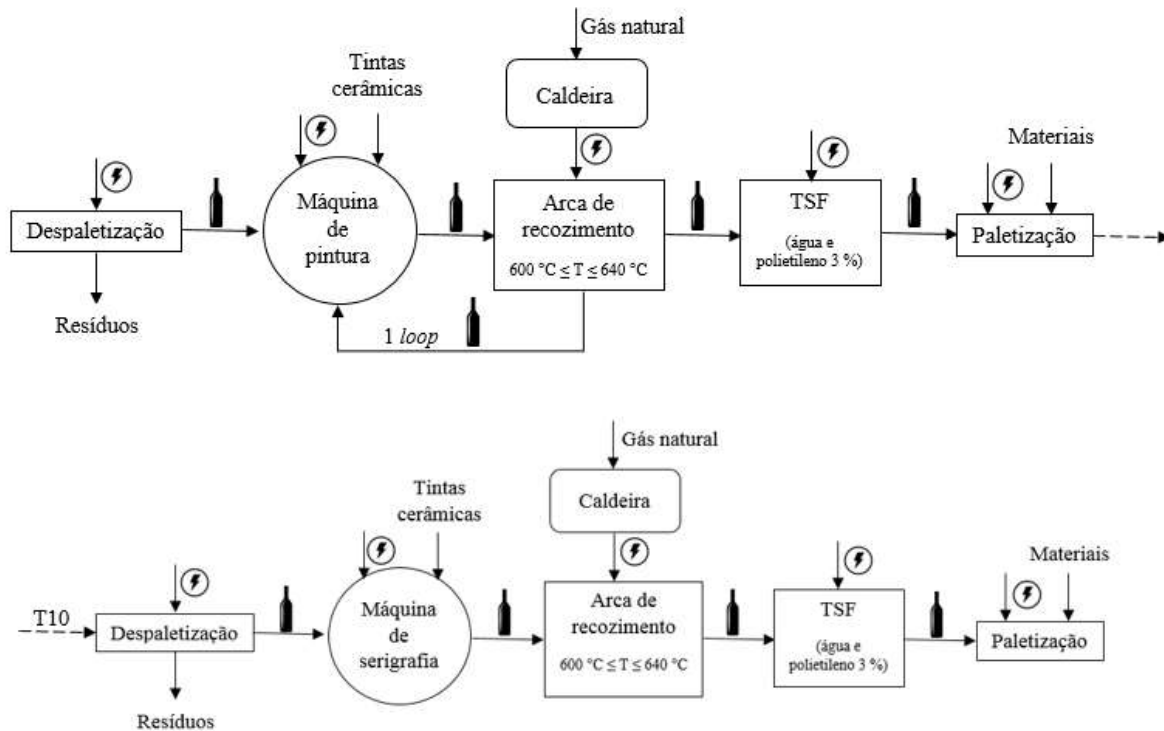 Gás natural
Tintas
cerâmicas
Caldeira
Materiais
Despaletização
Máquina
de
pintura
Arca de
recozimento
600 °C ≤ T ≤ 640 °C
TSF
(água e
polietileno 3 %)
Paletização
Resíduos
1 loop
Gás natural
Tintas
cerâmicas
Caldeira
Materiais
T10
Despaletização
Máquina
de
serigrafia
Arca de
recozimento
600 °C ≤ T ≤ 640 °C
TSF
(água e
polietileno 3 %)
Paletização
Resíduos